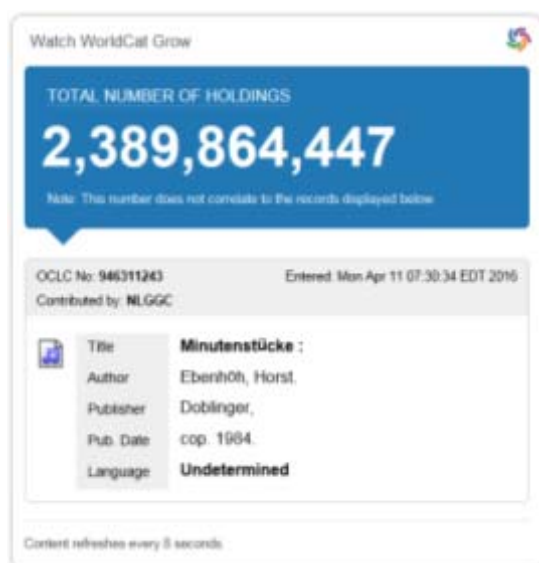 Watch WorldCat Grow
TOTAL NUMBER OF HOLDINGS
2,389,864,447
Note: This number does not correlate to the records displayed below.
OCLC No: 946311243 Entered: Mon Apr 11 07:30:34 EDT 2016
Contributed by: NLGGC
Title Minutenstücke :
Author Ebenhöh, Horst.
Publisher Doblinger,
Pub. Date cop. 1984.
Language Undetermined
Content refreshes every 8 seconds.